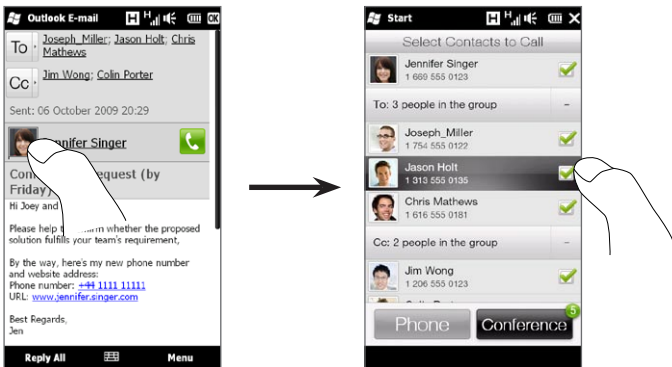 Outlook E-mail H H OK
To Joseph_Miller; Jason Holt; Chris
Mathews
Cc Jim Wong; Colin Porter
Sent: 06 October 2009 20:29
nnifer Singer
Con equest (by
Friday)
Hi Joey and
Please help whether the proposed
solution fulfills your team's requirement,
By the way, here's my new phone number
and website address:
Phone number: +44 1111 11111
URL: www.jennifer.singer.com
Best Regards,
Jen
Reply All Menu
Start H H
Select Contacts to Call
Jennifer Singer
1 669 555 0123
To: 3 people in the group –
Joseph_Miller
1 754 555 0122
Jason Holt
1 313 555 0135
Chris Mathews
1 616 555 0181
Cc: 2 people in the group –
Jim Wong
1 206 555 0123
Phone Conference 5